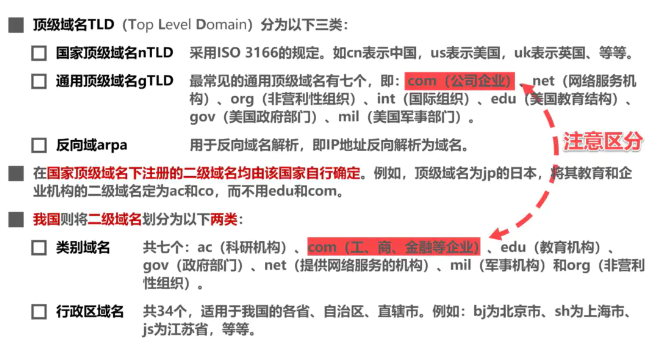 顶级域名TLD（Top Level Domain）分为以下三类：
国家顶级域名nTLD 采用ISO 3166的规定。如cn表示中国，us表示美国，uk表示英国、等等。
通用顶级域名gTLD 最常见的通用顶级域名有七个，即：com（公司企业）、net（网络服务机
构）、org（非营利性组织）、int（国际组织）、edu（美国教育结构）、
gov（美国政府部门）、mil（美国军事部门）。
注意区分
反向域arpa 用于反向域名解析，即IP地址反向解析为域名。
在国家顶级域名下注册的二级域名均由该国家自行确定。例如，顶级域名为jp的日本，将其教育和企
业机构的二级域名定为ac和co，而不用edu和com。
我国则将二级域名划分为以下两类：
类别域名 共七个：ac（科研机构）、com（工、商、金融等企业）、edu（教育机构）、
gov（政府部门）、net（提供网络服务的机构）、mil（军事机构）和org（非营利
性组织）。
行政区域名 共34个，适用于我国的各省、自治区、直辖市。例如：bj为北京市、sh为上海市、
js为江苏省，等等。